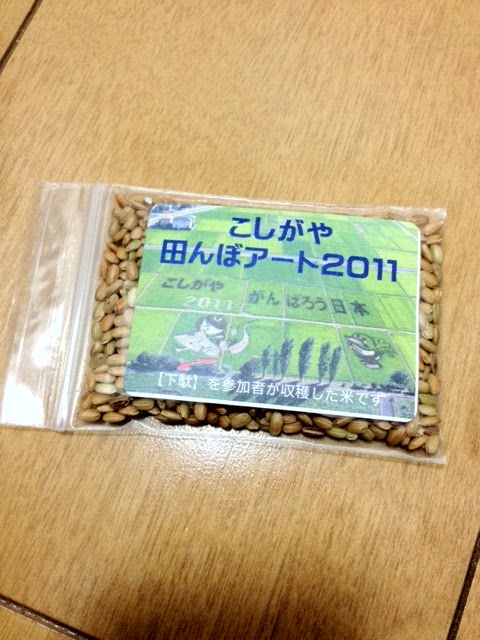 こしがや
田んぼアート2011
こしがや
2011 がんばろう日本
【下駄】を参加者が収穫した米です